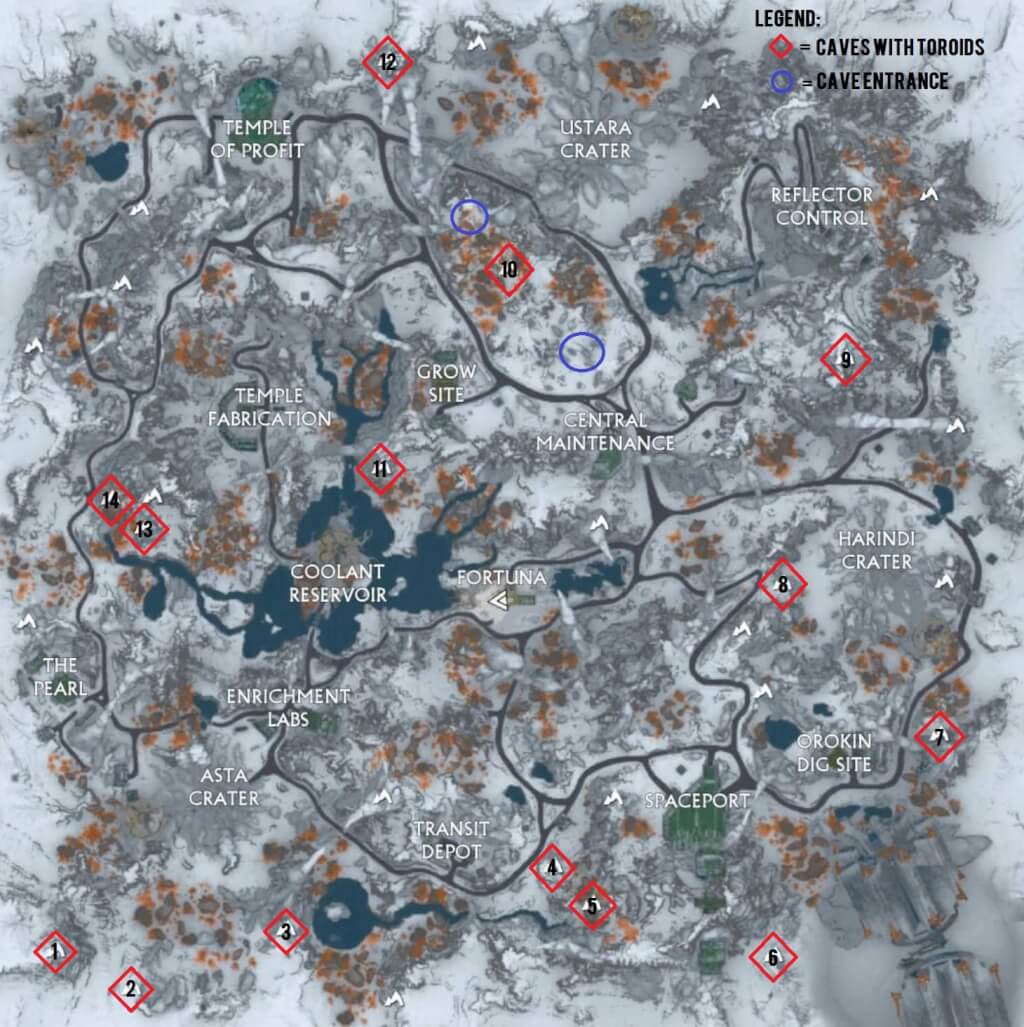 LEGEND:
= CAVES WITH TOROIDS
= CAVE ENTRANCE
12
TEMPLE
OF PROFIT
USTARA
CRATER
REFLECTOR
CONTROL
10
9
GROW
SITE
TEMPLE
FABRICATION
CENTRAL
MAINTENANCE
11
14
13
HARINDI
CRATER
COOLANT
RESERVOIR
FORTUNA
8
THE
PEARL
ENRICHMENT
LABS
7
OROKIN
DIG SITE
ASTA
CRATER
SPACEPORT
TRANSIT
DEPOT
4
5
3
1
6
2